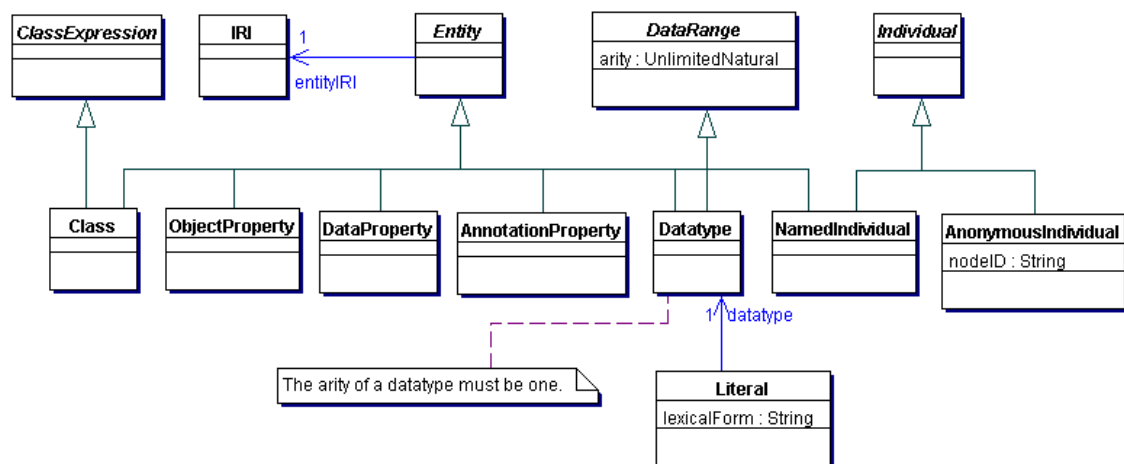 ClassExpression
IRI
Entity
DataRange
Individual
1
arity : UnlimitedNatural
entityIRI
Class
ObjectProperty
DataProperty
AnnotationProperty
Datatype
NamedIndividual
AnonymousIndividual
nodeID : String
1 datatype
The arity of a datatype must be one.
Literal
lexicalForm : String